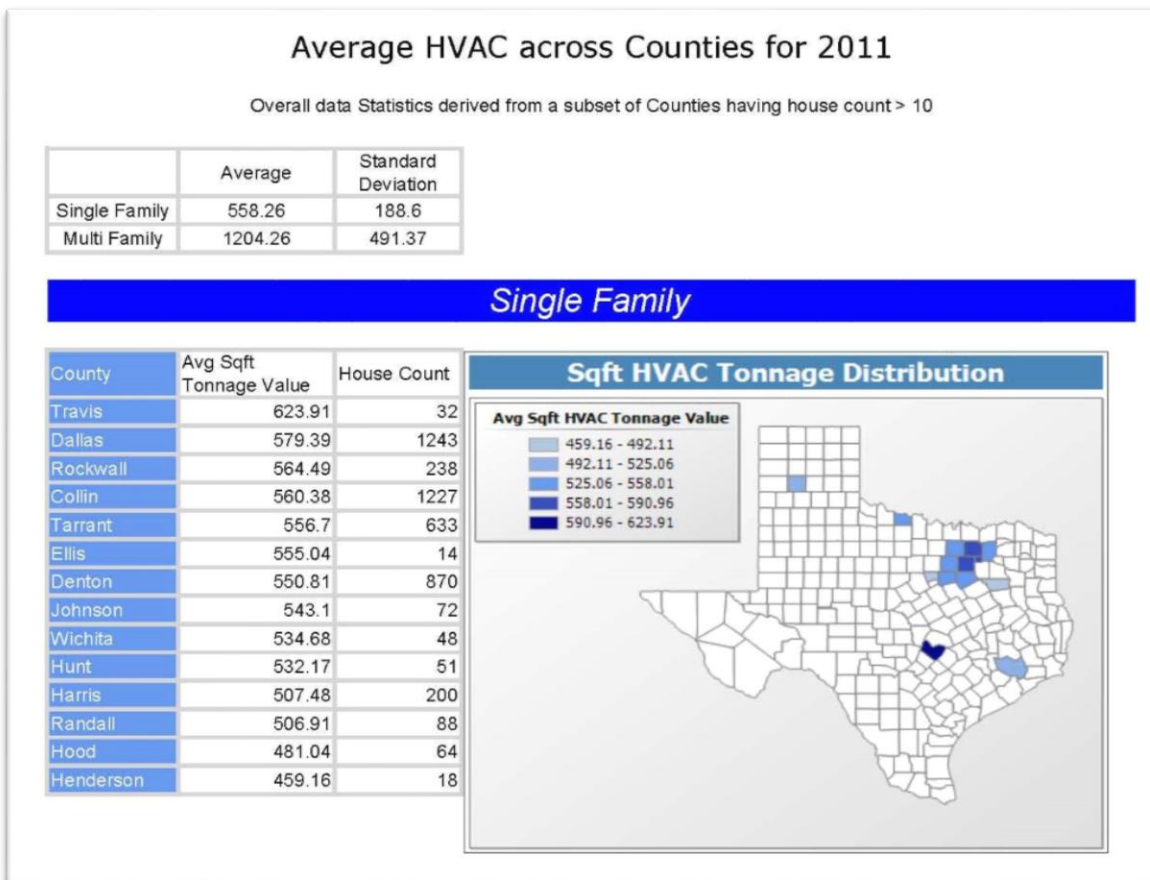 Average HVAC across Counties for 2011
Overall data Statistics derived from a subset of Counties having house count > 10
Average Standard
Deviation
Single Family 558.26 188.6
Multi Family 1204.26 491.37
Single Family
County Avg Sqft
Tonnage Value House Count
Travis 623.91 32
Dallas 579.39 1243
Rockwall 564.49 238
Collin 560.38 1227
Tarrant 556.7 633
Ellis 555.04 14
Denton 550.81 870
Johnson 543.1 72
Wichita 534.68 48
Hunt 532.17 51
Harris 507.48 200
Randall 506.91 88
Hood 481.04 64
Henderson 459.16 18
Sqft HVAC Tonnage Distribution
Avg Sqft HVAC Tonnage Value
459.16 - 492.11
492.11 - 525.06
525.06 - 558.01
558.01 - 590.96
590.96 - 623.91